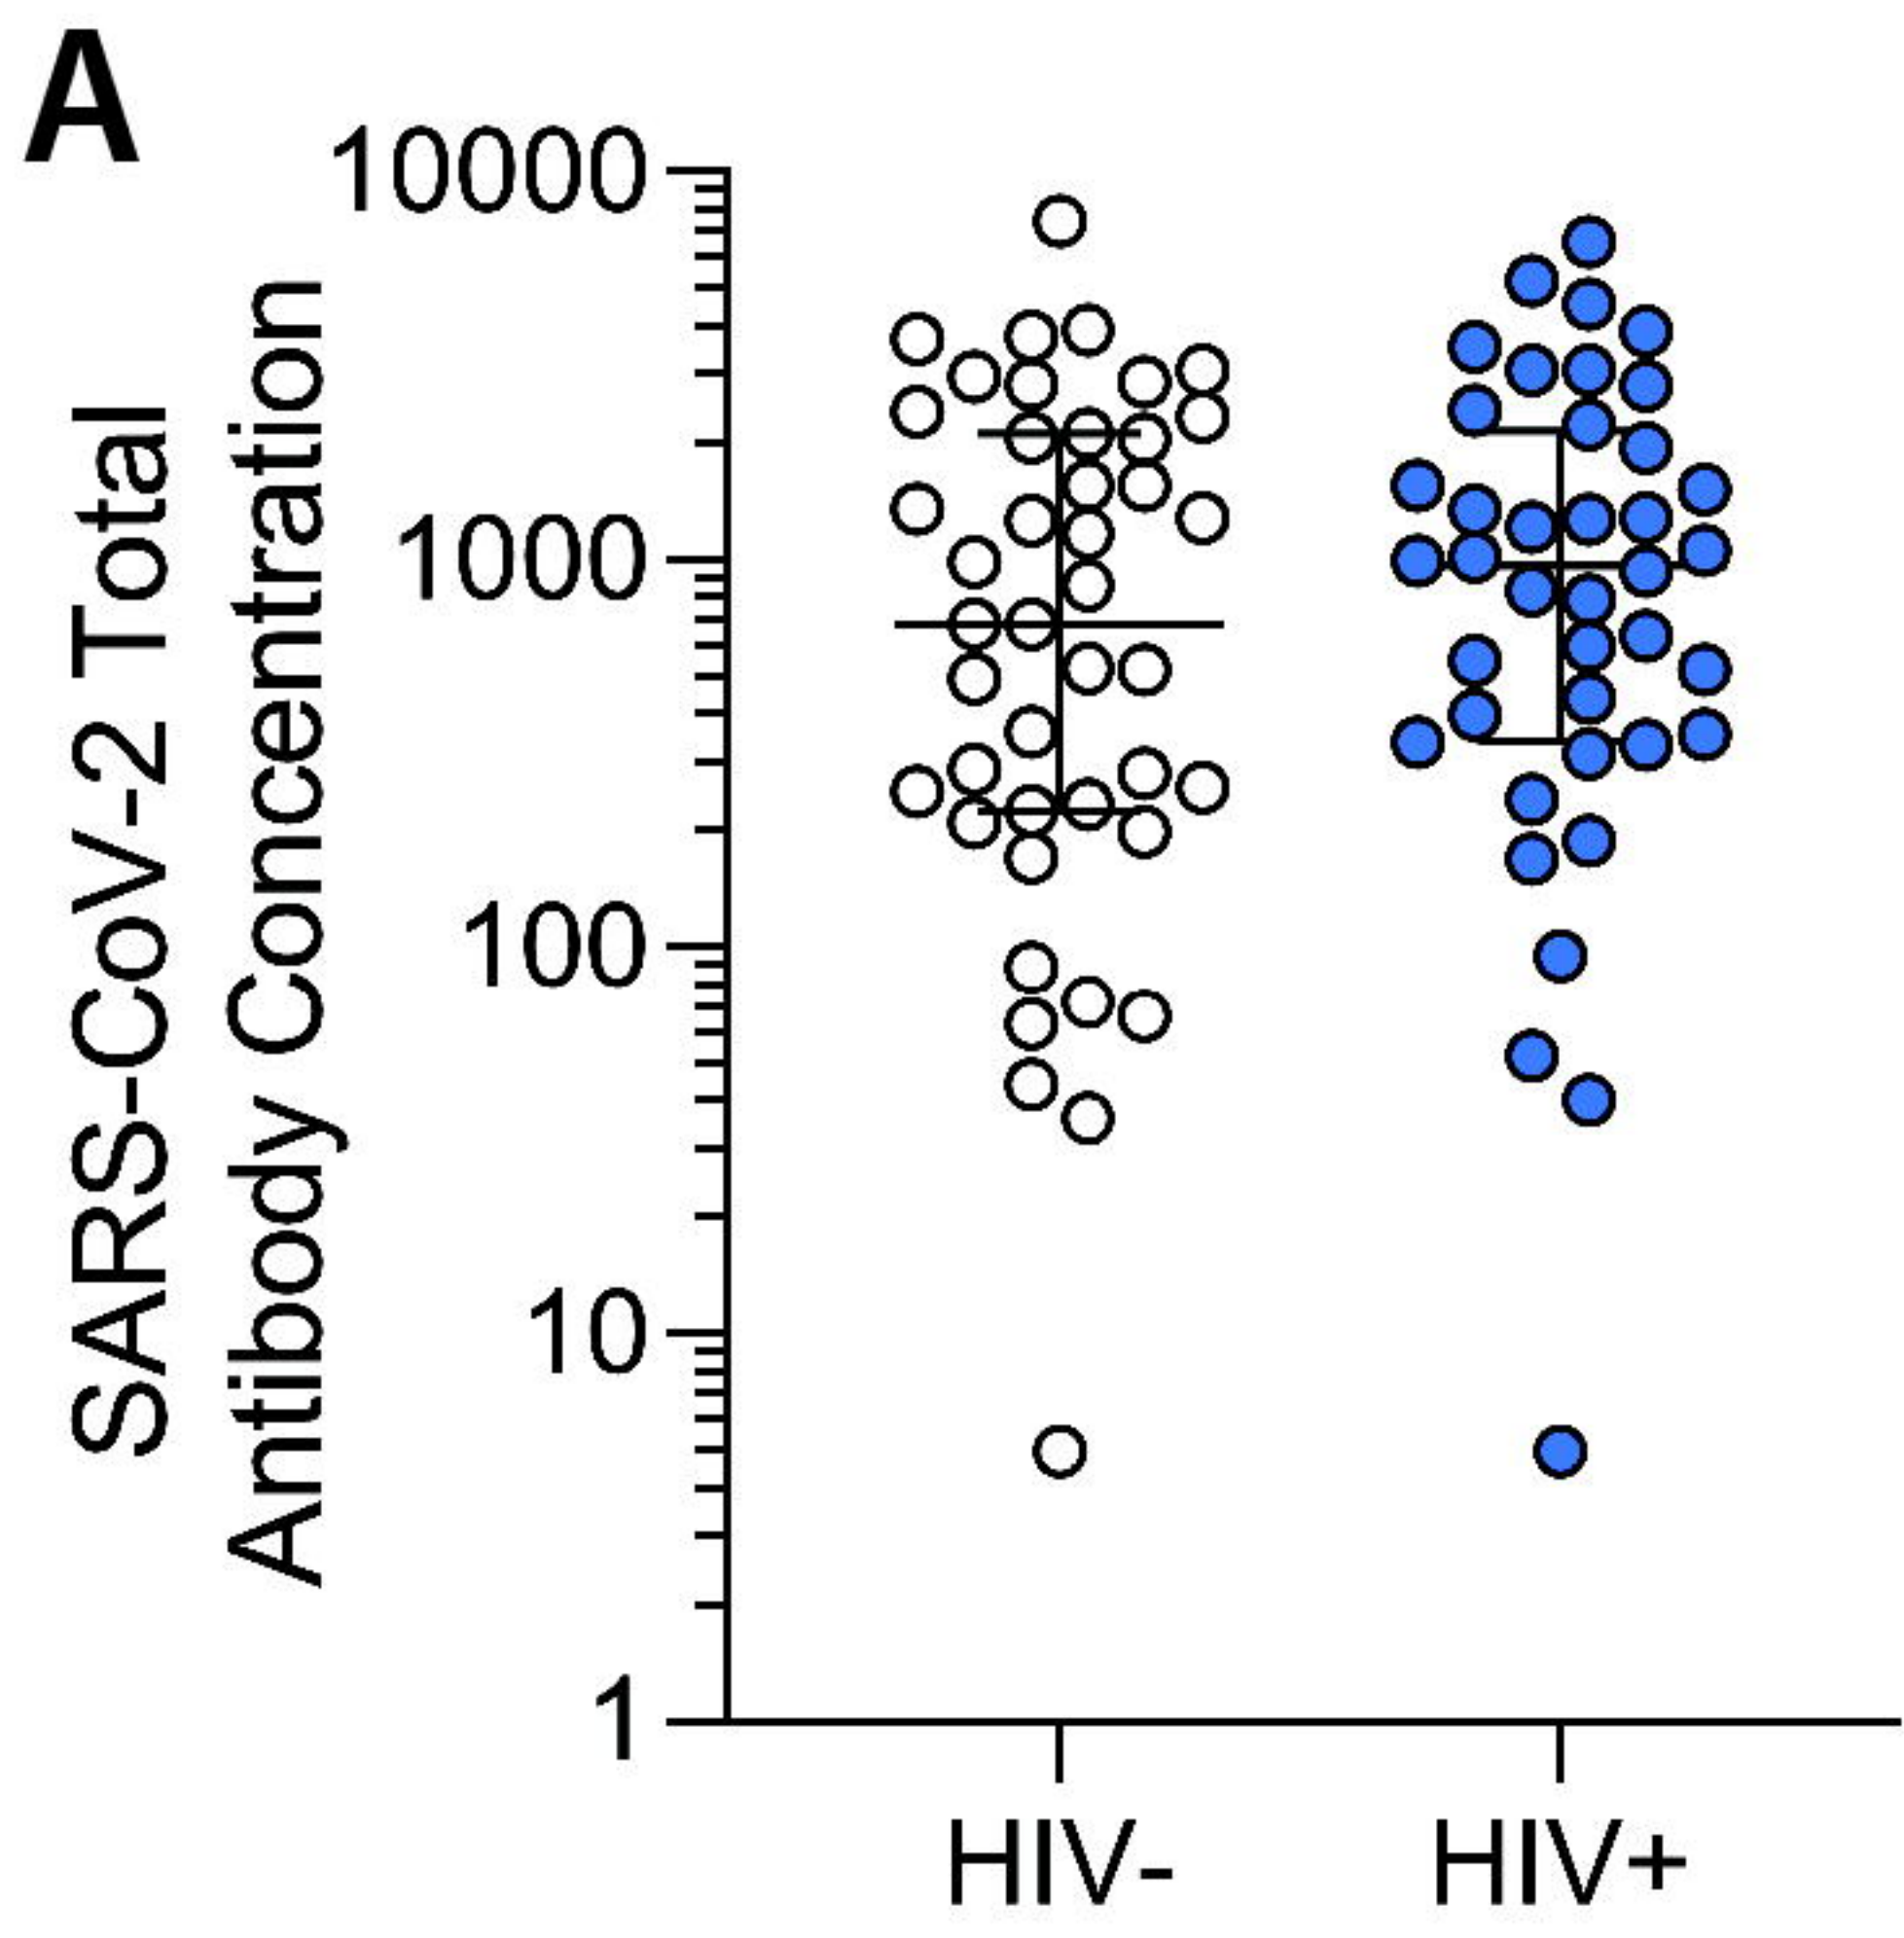 A
SARS-CoV-2 Total
Antibody Concentration
10000
1000
100
10
1
HIV-
HIV+